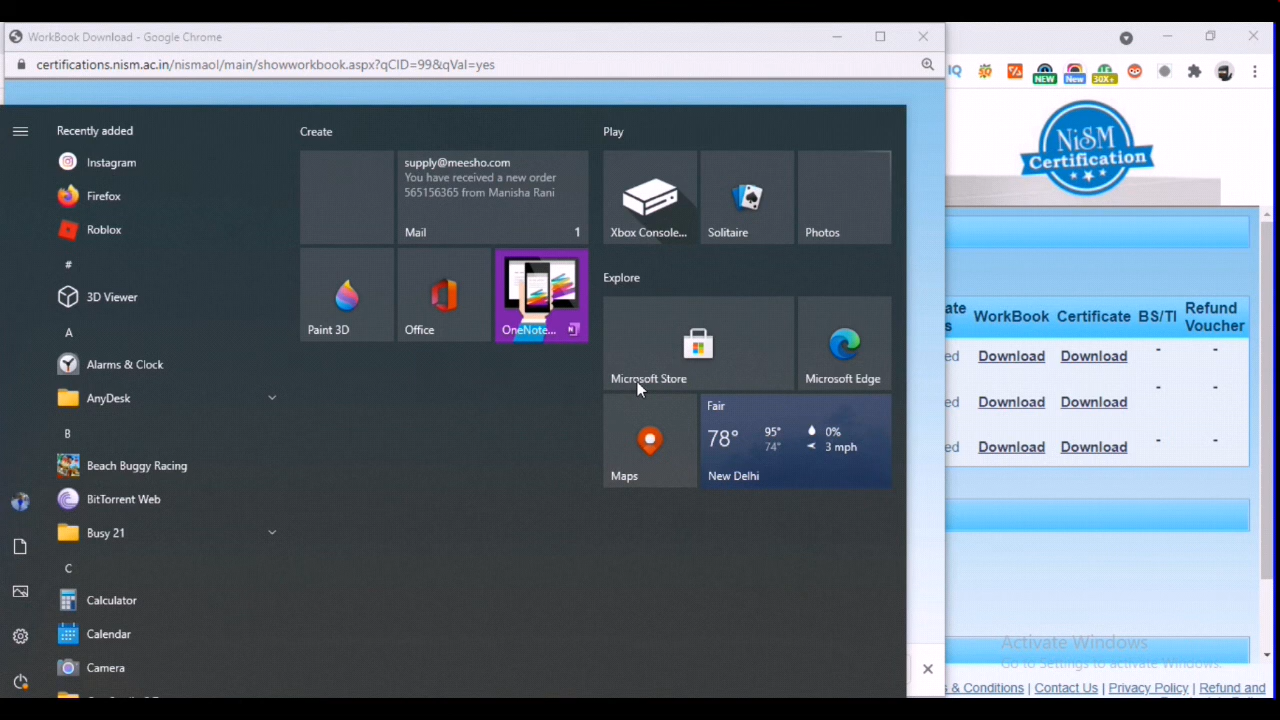 WorkBook Download - Google Chrome
certifications.nism.ac.in/nismaol/main/showworkbook.aspx?qCID=99&qVal=yes
Recently added
Instagram
Firefox
Roblox
#
3D Viewer
A
Alarms & Clock
AnyDesk
B
Beach Buggy Racing
BitTorrent Web
Busy 21
C
Calculator
Calendar
Camera
Create
supply@meesho.com
You have received a new order
565156365 from Manisha Rani
Mail 1
Paint 3D
Office
OneNote...
Play
Xbox Console...
Solitaire
Photos
Explore
Microsoft Store
Microsoft Edge
Maps
Fair
78° 95° 74° 0% 3 mph
New Delhi
IQ
NEW
New
30X+
NiSM
Certification
WorkBook Certificate BS/TI Refund
Voucher
Download Download - -
Download Download - -
Download Download - -
Activate Windows
Go to Settings to activate Windows.
& Conditions | Contact Us | Privacy Policy | Refund and